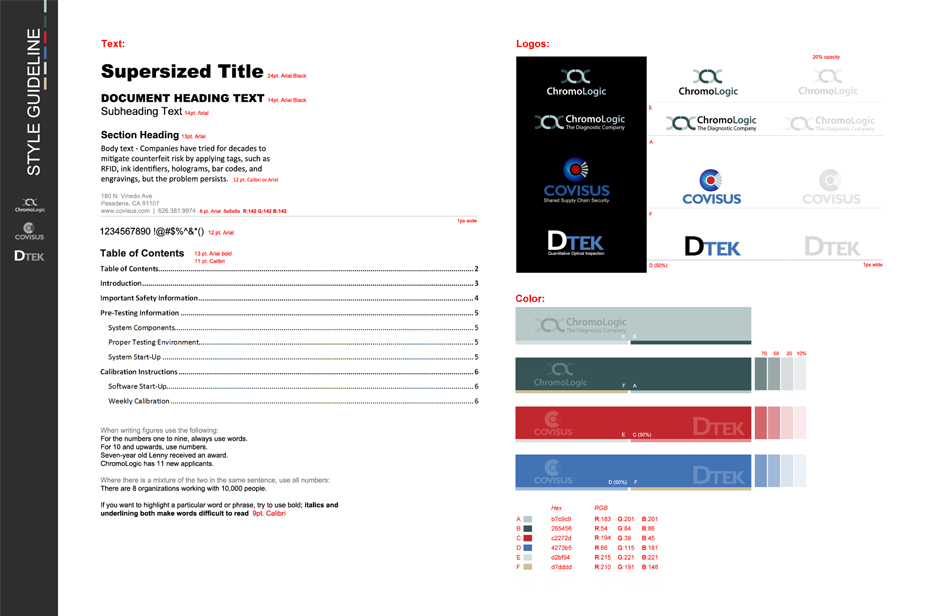 STYLE GUIDELINE
ChromoLogic
COVISUS
DTEK
Text:
Supersized Title 24pt. Arial Black
DOCUMENT HEADING TEXT 14pt. Arial Black
Subheading Text 14pt. Arial
Section Heading 13pt. Arial
Body text - Companies have tried for decades to
mitigate counterfeit risk by applying tags, such as
RFID, ink identifiers, holograms, bar codes, and
engravings, but the problem persists. 12 pt. Calibri or Arial
180 N. Vinedo Ave
Pasadena, CA 91107
www.covisus.com | 626.381.9974 8 pt. Arial 8e8e8e R:142 G:142 B:142
1px wide
1234567890 !@#$%^&*() 12 pt. Arial
Table of Contents 13 pt. Arial bold
11 pt. Calibri
Table of Contents 2
Introduction 3
Important Safety Information 4
Pre-Testing Information 5
System Components 5
Proper Testing Environment 5
System Start-Up 5
Calibration Instructions 6
Software Start-Up 6
Weekly Calibration 6
When writing figures use the following:
For the numbers one to nine, always use words.
For 10 and upwards, use numbers.
Seven-year old Lenny received an award.
ChromoLogic has 11 new applicants.
Where there is a mixture of the two in the same sentence, use all numbers:
There are 8 organizations working with 10,000 people.
If you want to highlight a particular word or phrase, try to use bold; italics and
underlining both make words difficult to read 9pt. Calibri
Logos:
20% opacity
ChromoLogic ChromoLogic ChromoLogic
E
ChromoLogic ChromoLogic ChromoLogic
The Diagnostic Company The Diagnostic Company The Diagnostic Company
A
COVISUS COVISUS COVISUS
Shared Supply Chain Security
F
DTEK DTEK DTEK
Quantitative Optical Inspection
D (50%) 1px wide
Color:
ChromoLogic
The Diagnostic Company
E B
70 60 20 10%
ChromoLogic
F A
COVISUS DTEK
E C (50%)
COVISUS DTEK
D (50%) F
Hex RGB
A b7c9c9 R:183 G:201 B:201
B 265456 R:54 G:84 B:86
C c2272d R:194 G:39 B:45
D 4273b5 R:66 G:115 B:181
E d2bf94 R:215 G:221 B:221
F d7dddd R:210 G:191 B:148